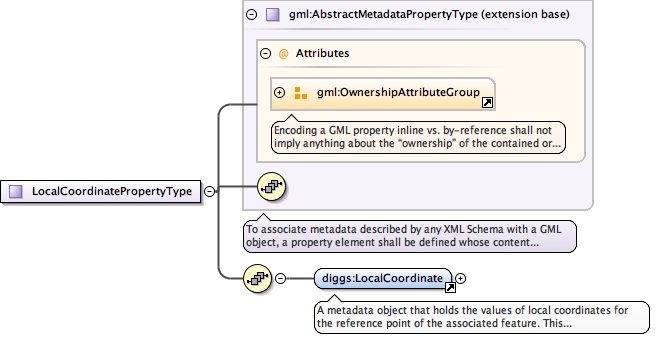 gml:AbstractMetadataPropertyType (extension base)
@ Attributes
gml:OwnershipAttributeGroup
Encoding a GML property inline vs. by-reference shall not
imply anything about the “ownership” of the contained or...
LocalCoordinatePropertyType
To associate metadata described by any XML Schema with a GML
object, a property element shall be defined whose content...
diggs:LocalCoordinate
A metadata object that holds the values of local coordinates for
the reference point of the associated feature. This...